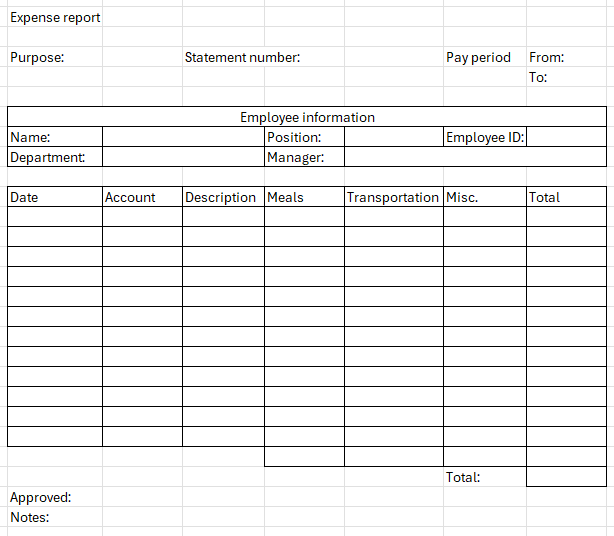 Expense report
Purpose: Statement number: Pay period From:
To:
Employee information
Name: Position: Employee ID:
Department: Manager:
Date Account Description Meals Transportation Misc. Total
Total:
Approved:
Notes: